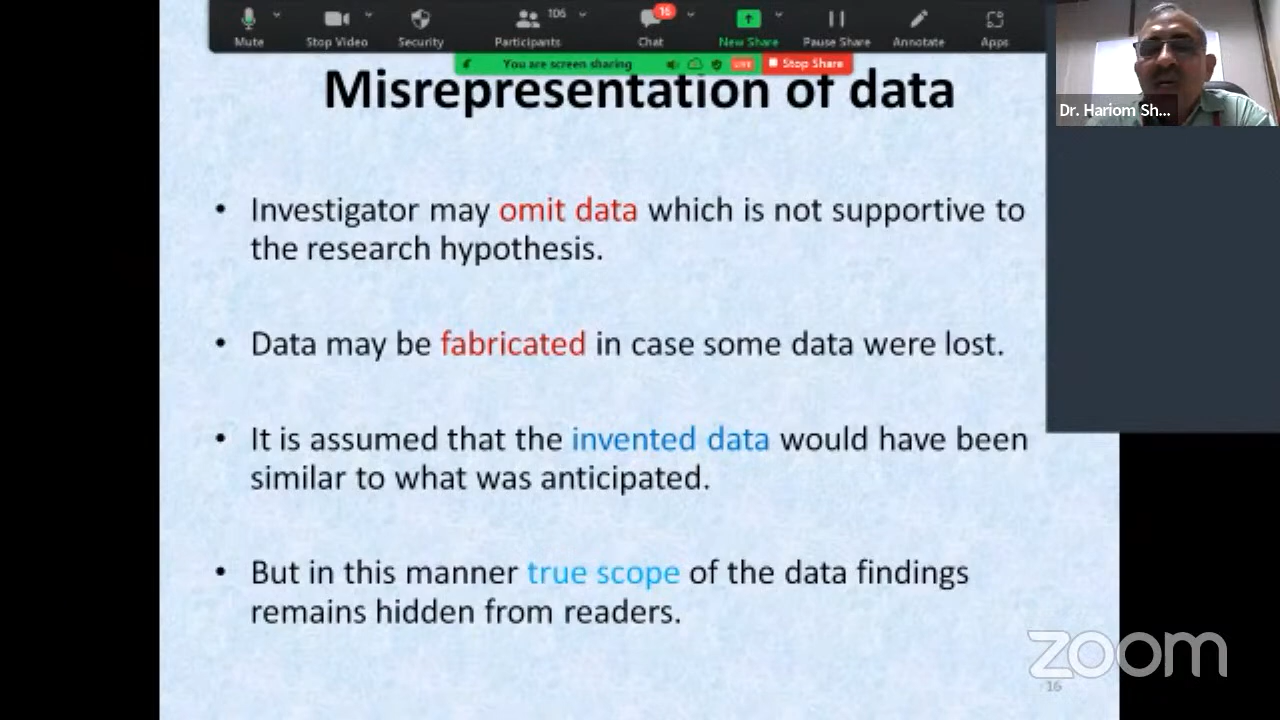 106
16
Mute
Stop Video
Security
Participants
Chat
New Share
Pause Share
Annotate
Apps
You are screen sharing
LIVE
Stop Share
Dr. Hariom Sh...
Misrepresentation of data
• Investigator may omit data which is not supportive to
the research hypothesis.
• Data may be fabricated in case some data were lost.
• It is assumed that the invented data would have been
similar to what was anticipated.
• But in this manner true scope of the data findings
remains hidden from readers.
zoom
16